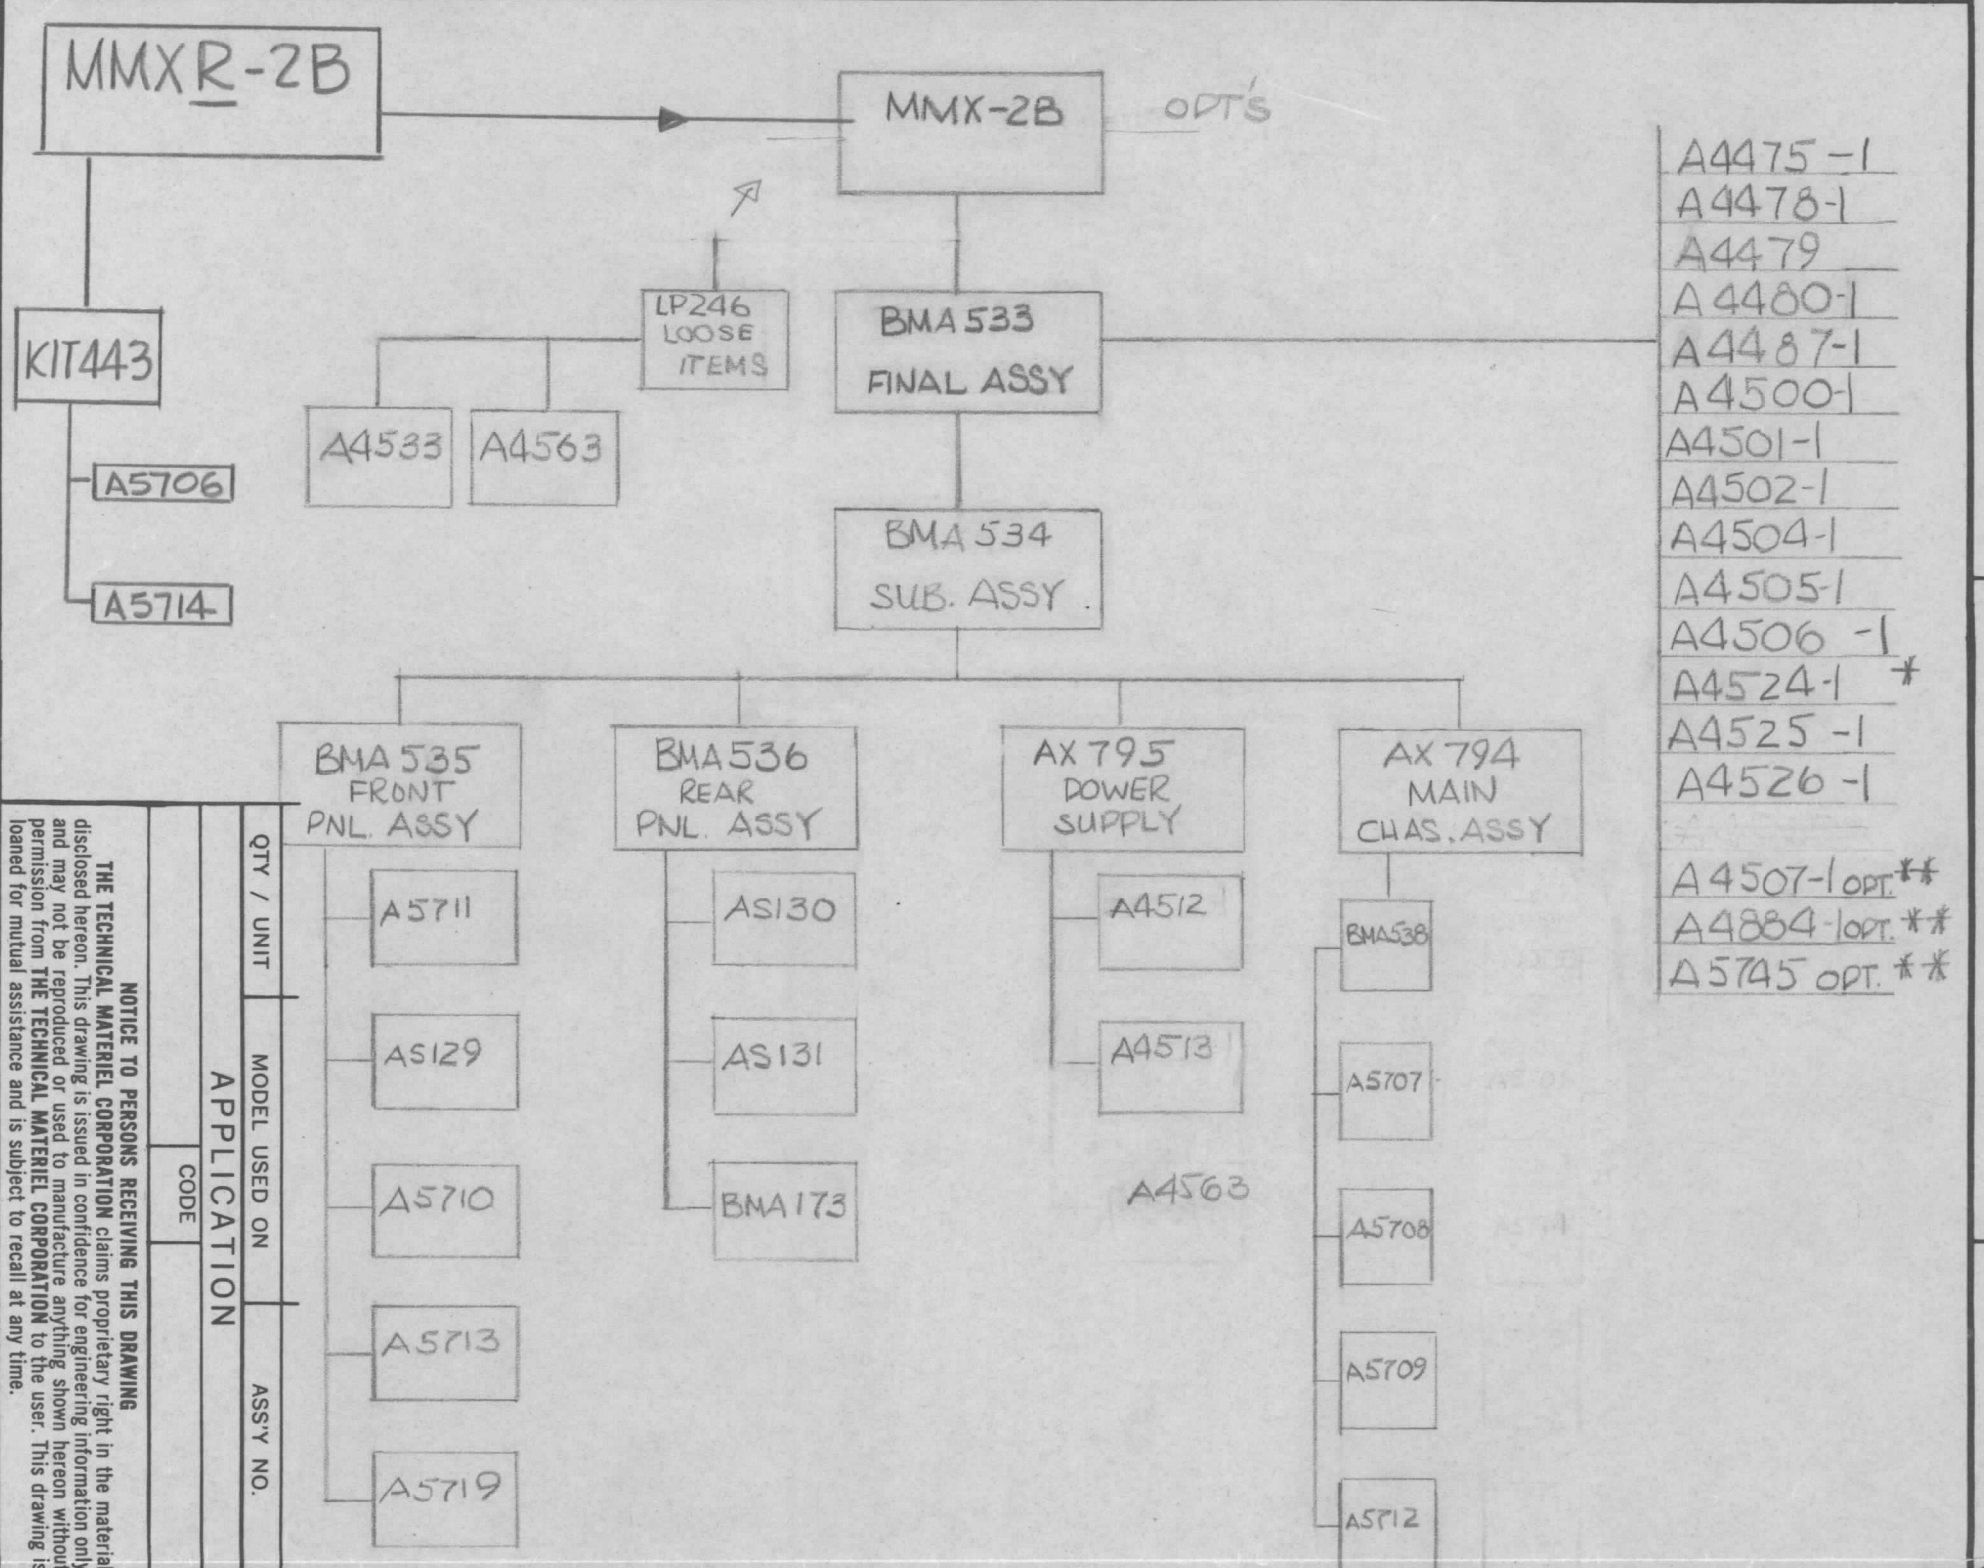 MMXR-2B
MMX-2B
OPT'S
KIT443
A5706
A5714
LP246
LOOSE
ITEMS
A4533
A4563
BMA533
FINAL ASSY
BMA534
SUB. ASSY.
A4475-1
A4478-1
A4479
A4480-1
A4487-1
A4500-1
A4501-1
A4502-1
A4504-1
A4505-1
A4506-1
A4524-1 *
A4525-1
A4526-1
A4507-1 OPT. **
A4884-1 OPT. **
A5745 OPT. **
BMA535
FRONT
PNL. ASSY
A5711
AS129
A5710
A5713
A5719
BMA536
REAR
PNL. ASSY
AS130
AS131
BMA173
AX795
POWER
SUPPLY
A4512
A4513
A4563
AX794
MAIN
CHAS. ASSY
BMA538
A5707
A5708
A5709
A5712
QTY / UNIT
MODEL USED ON
ASS'Y NO.
APPLICATION
CODE
NOTICE TO PERSONS RECEIVING THIS DRAWING
THE TECHNICAL MATERIEL CORPORATION claims proprietary right in the material
disclosed hereon. This drawing is issued in confidence for engineering information only
and may not be reproduced or used to manufacture anything shown hereon without
permission from THE TECHNICAL MATERIEL CORPORATION to the user. This drawing is
loaned for mutual assistance and is subject to recall at any time.